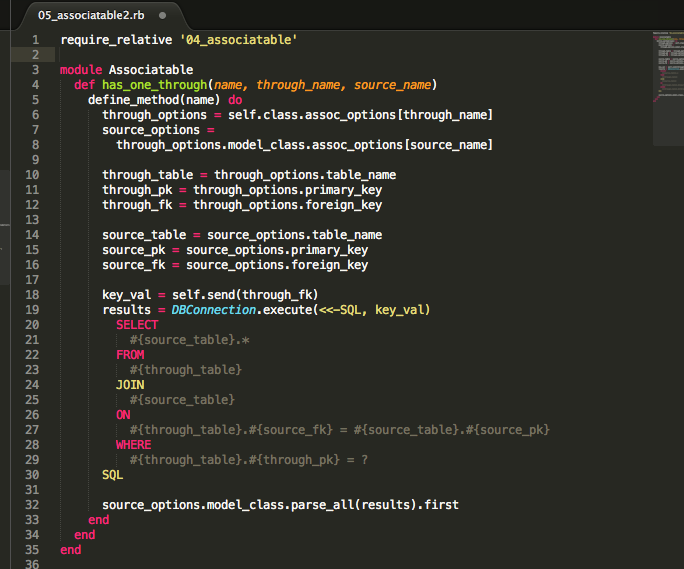 05_associatable2.rb
1 require_relative '04_associatable'
2
3 module Associatable
4   def has_one_through(name, through_name, source_name)
5     define_method(name) do
6       through_options = self.class.assoc_options[through_name]
7       source_options =
8         through_options.model_class.assoc_options[source_name]
9
10       through_table = through_options.table_name
11       through_pk = through_options.primary_key
12       through_fk = through_options.foreign_key
13
14       source_table = source_options.table_name
15       source_pk = source_options.primary_key
16       source_fk = source_options.foreign_key
17
18       key_val = self.send(through_fk)
19       results = DBConnection.execute(<<-SQL, key_val)
20         SELECT
21           #{source_table}.*
22         FROM
23           #{through_table}
24         JOIN
25           #{source_table}
26         ON
27           #{through_table}.#{source_fk} = #{source_table}.#{source_pk}
28         WHERE
29           #{through_table}.#{through_pk} = ?
30       SQL
31
32       source_options.model_class.parse_all(results).first
33     end
34   end
35 end
36